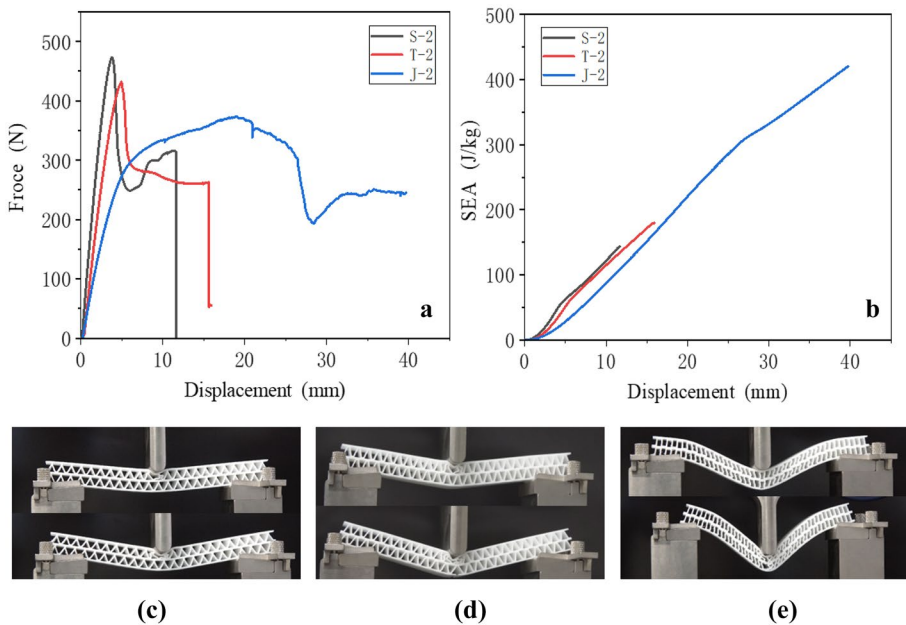 500
400
300
200
100
0
Froce (N)
S-2
T-2
J-2
a
0 10 20 30 40
Displacement (mm)
500
400
300
200
100
0
SEA (J/kg)
S-2
T-2
J-2
b
0 10 20 30 40
Displacement (mm)
(c) (d) (e)